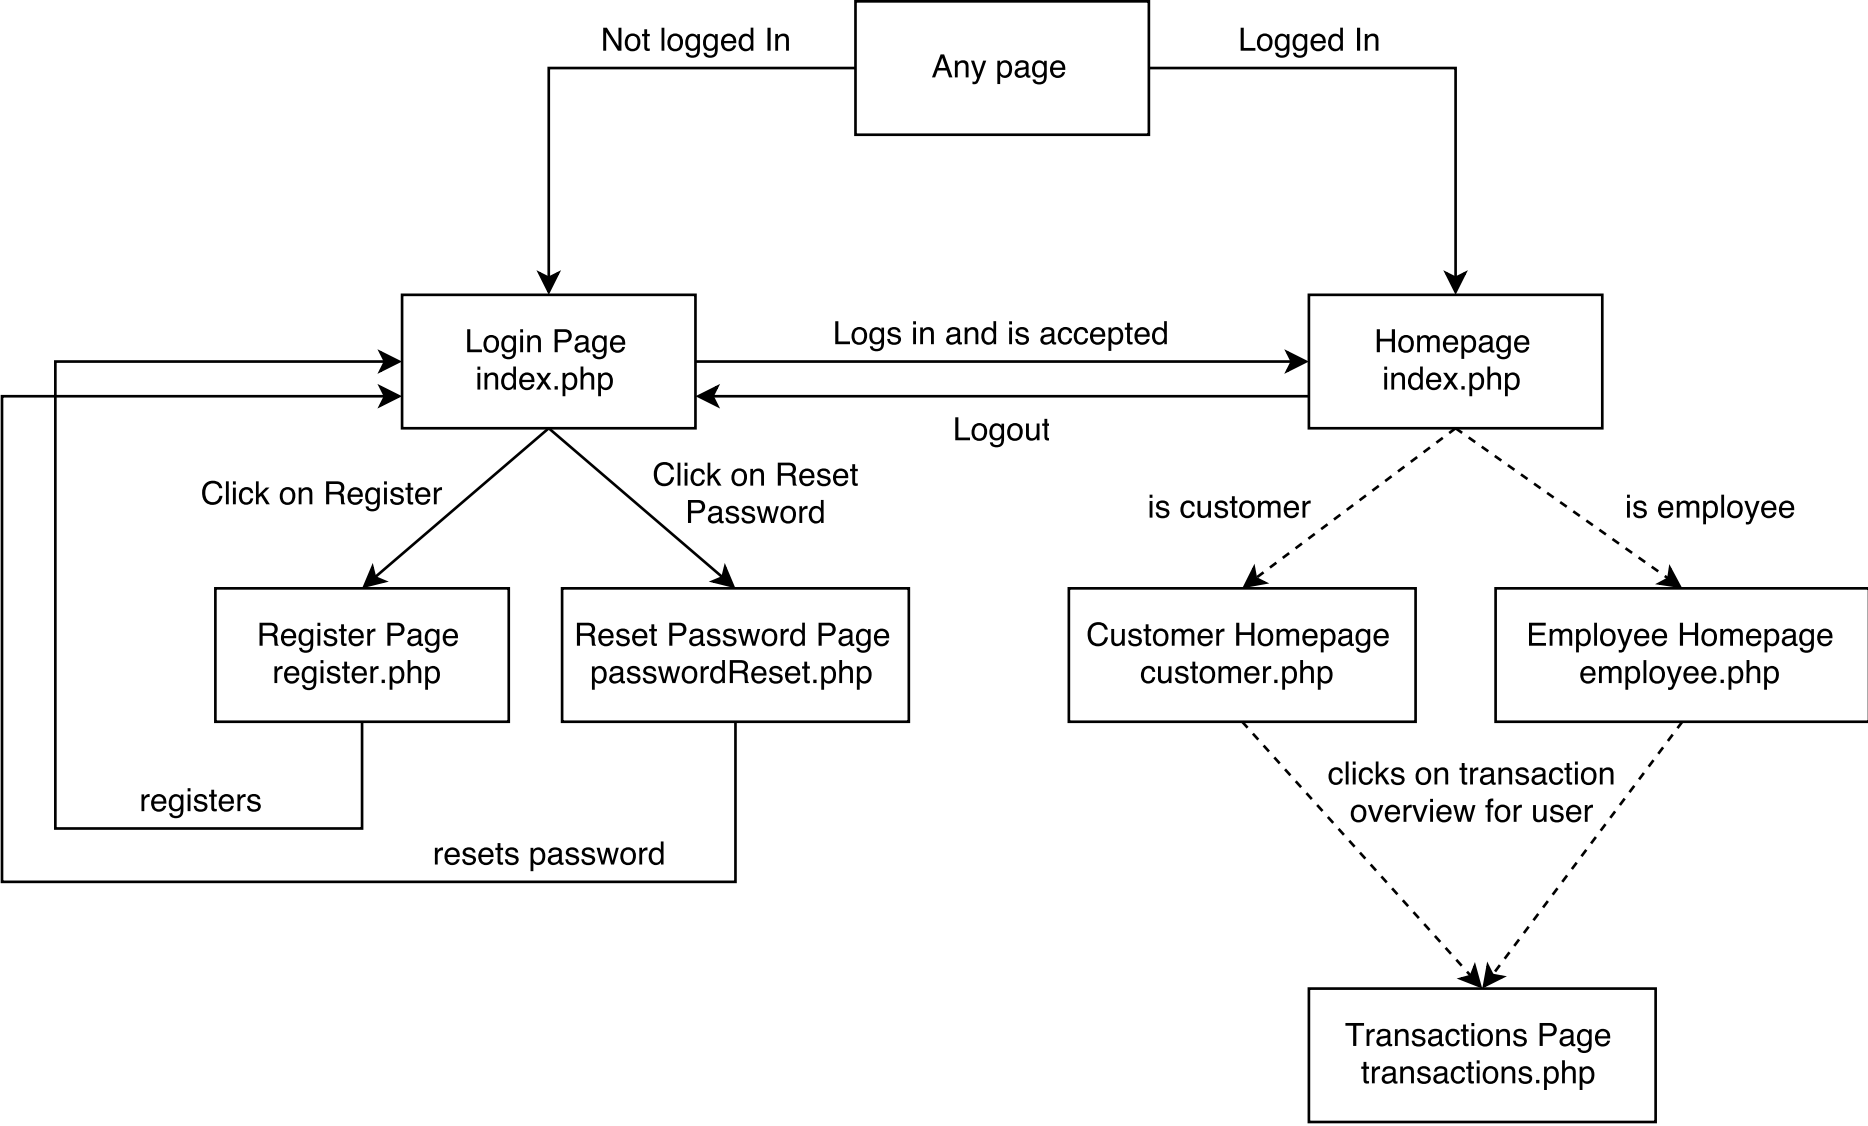 Not logged In
Any page
Logged In
Login Page
index.php
Logs in and is accepted
Homepage
index.php
Logout
Click on Register
Click on Reset
Password
is customer
is employee
Register Page
register.php
Reset Password Page
passwordReset.php
Customer Homepage
customer.php
Employee Homepage
employee.php
registers
resets password
clicks on transaction
overview for user
Transactions Page
transactions.php